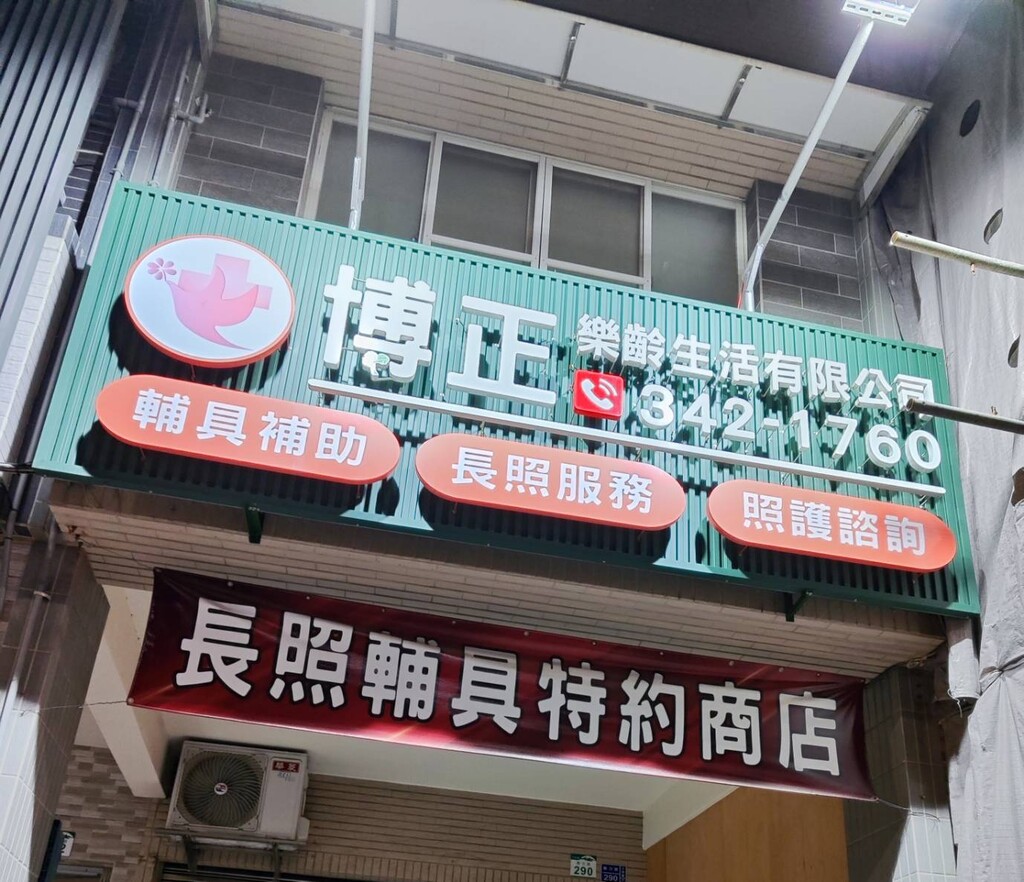 博正
樂齡生活有限公司
342-1760
輔具補助
長照服務
照護諮詢
長照輔具特約商店
290
290